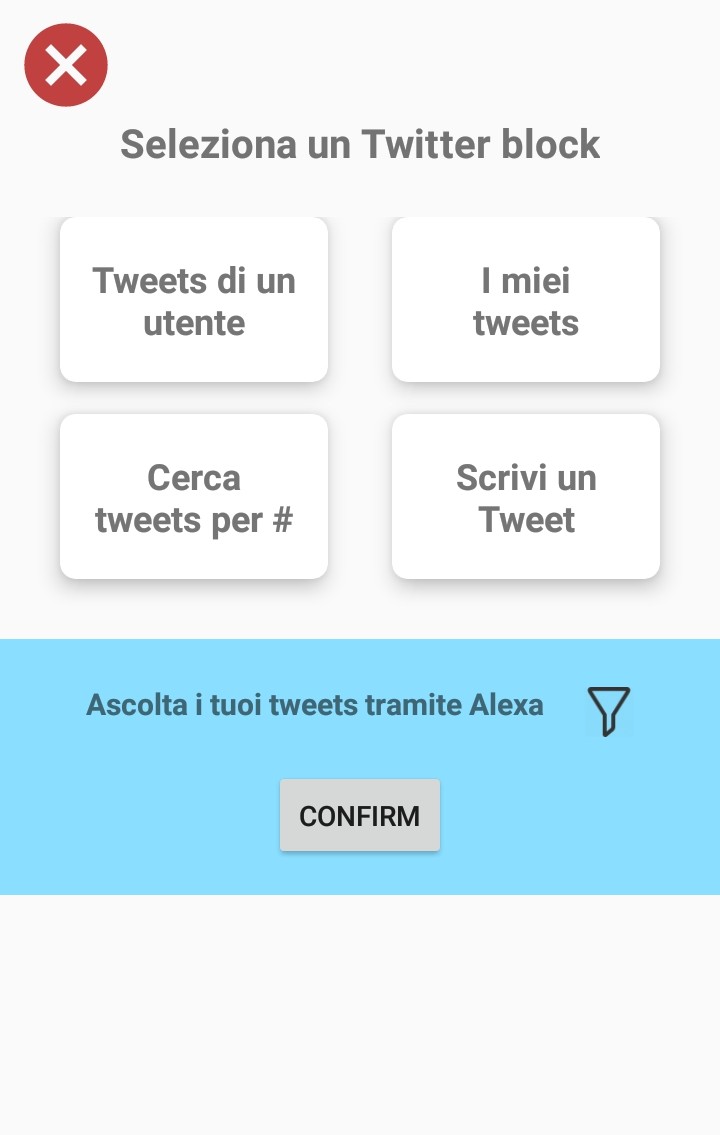 Seleziona un Twitter block
Tweets di un
utente
I miei
tweets
Cerca
tweets per #
Scrivi un
Tweet
Ascolta i tuoi tweets tramite Alexa
CONFIRM